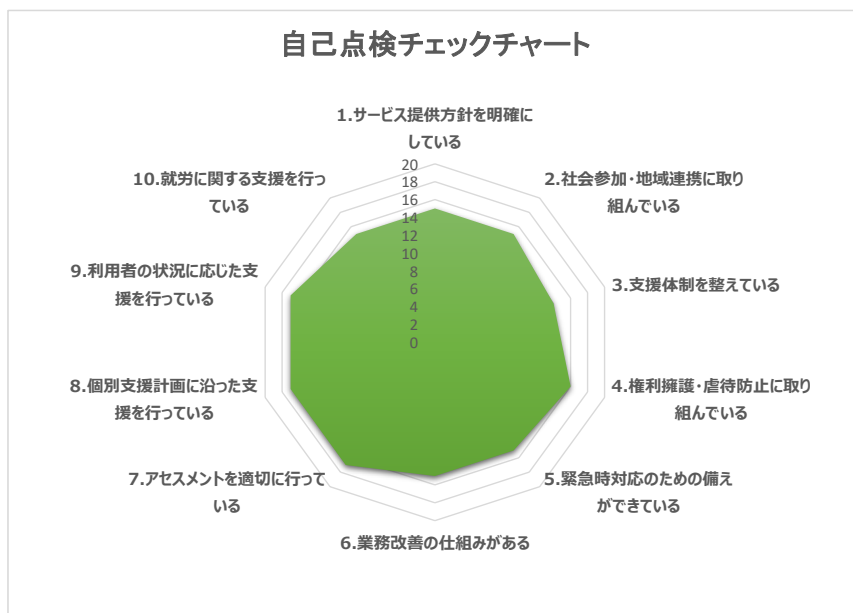 自己点検チェックチャート
1.サービス提供方針を明確に
している
2.社会参加・地域連携に取り
組んでいる
3.支援体制を整えている
4.権利擁護・虐待防止に取り
組んでいる
5.緊急時対応のための備え
ができている
6.業務改善の仕組みがある
7.アセスメントを適切に行って
いる
8.個別支援計画に沿った支
援を行っている
9.利用者の状況に応じた支
援を行っている
10.就労に関する支援を行っ
ている
20
18
16
14
12
10
8
6
4
2
0